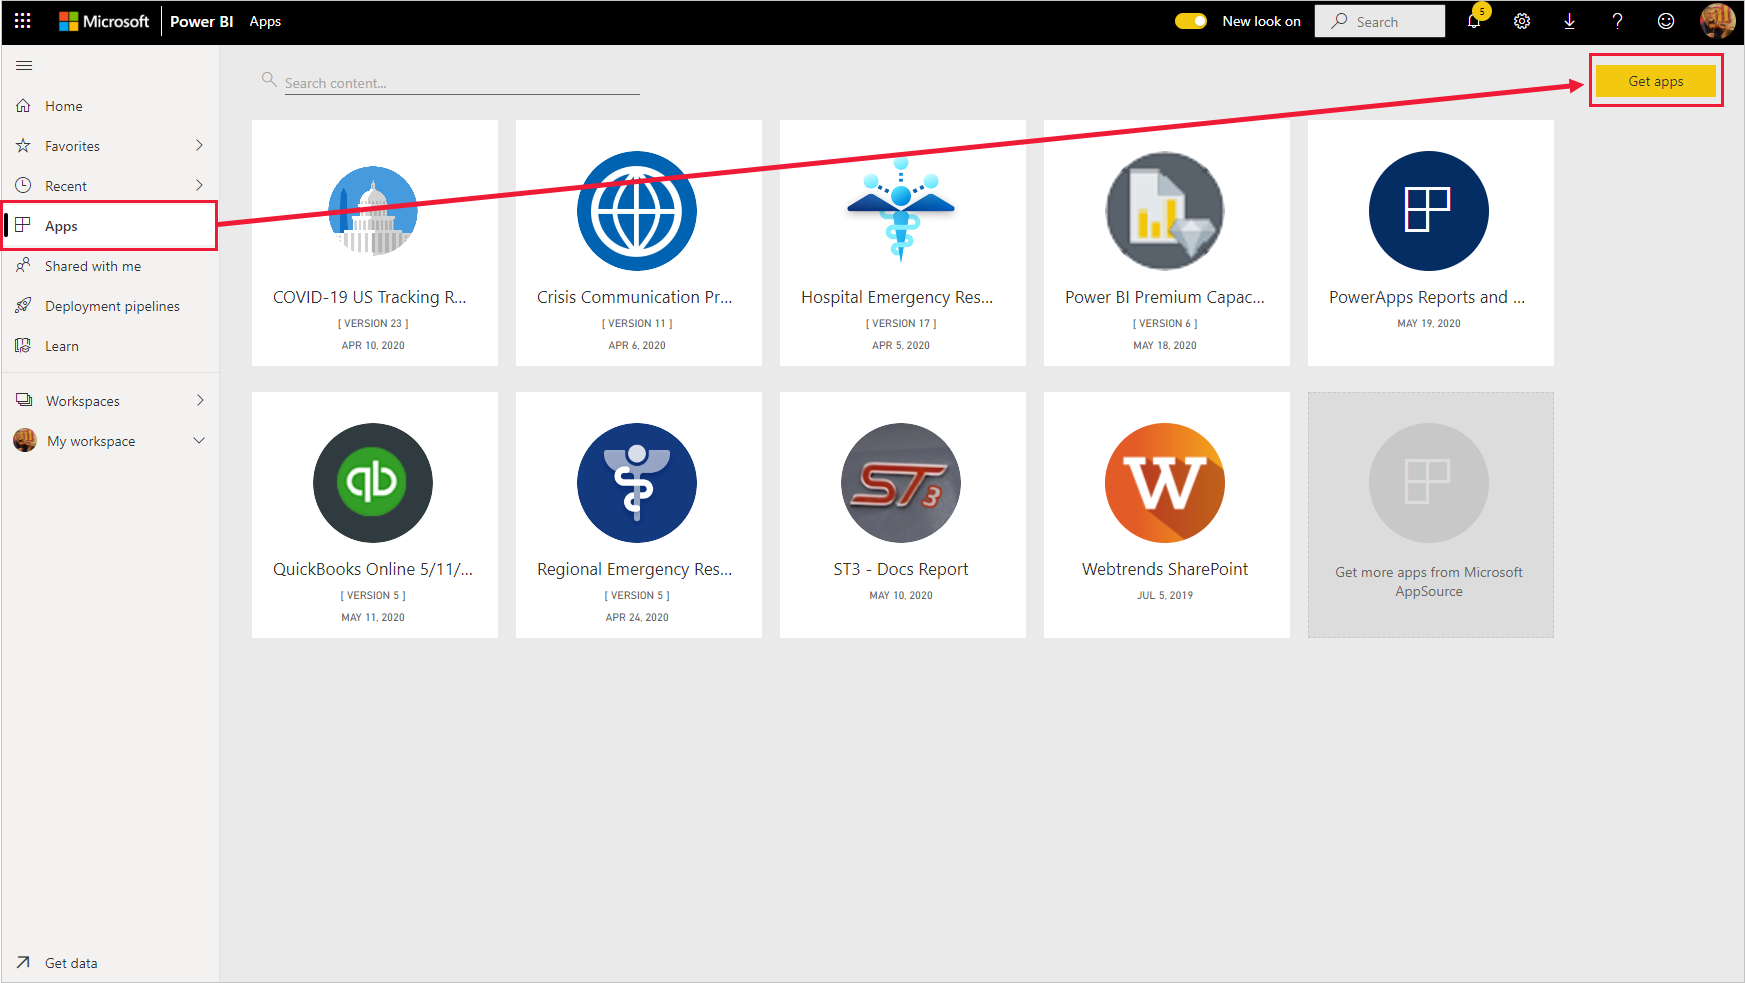 Microsoft Power BI Apps New look on Search 5
Search content... Get apps
Home
Favorites
Recent
Apps
Shared with me
Deployment pipelines
Learn
Workspaces
My workspace
Get data
COVID-19 US Tracking R...
[ VERSION 23 ]
APR 10, 2020
Crisis Communication Pr...
[ VERSION 11 ]
APR 6, 2020
Hospital Emergency Res...
[ VERSION 17 ]
APR 5, 2020
Power BI Premium Capac...
[ VERSION 6 ]
MAY 18, 2020
PowerApps Reports and ...
MAY 19, 2020
qb
QuickBooks Online 5/11/...
[ VERSION 5 ]
MAY 11, 2020
Regional Emergency Res...
[ VERSION 5 ]
APR 24, 2020
ST3
ST3 - Docs Report
MAY 10, 2020
W
Webtrends SharePoint
JUL 5, 2019
Get more apps from Microsoft
AppSource